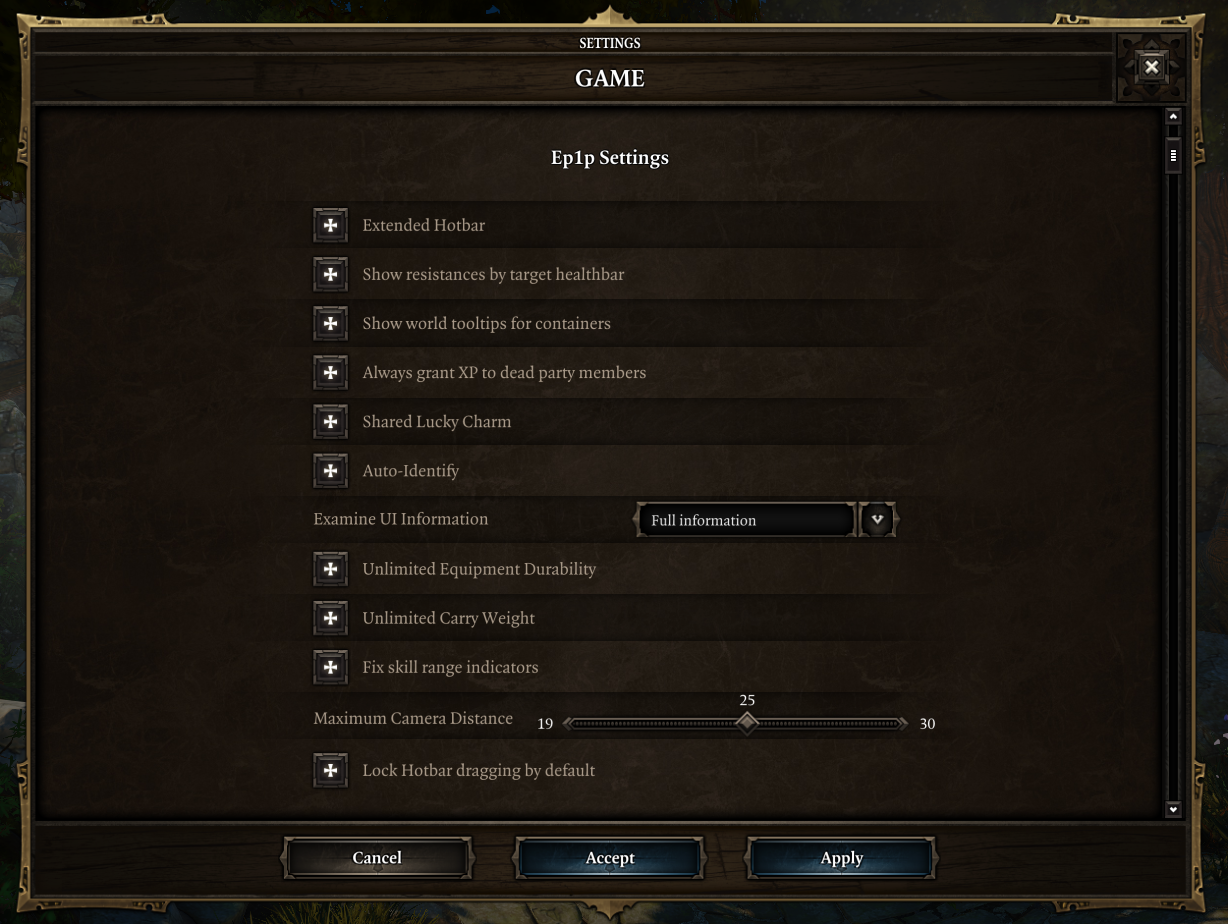 SETTINGS
GAME
Ep1p Settings
Extended Hotbar
Show resistances by target healthbar
Show world tooltips for containers
Always grant XP to dead party members
Shared Lucky Charm
Auto-Identify
Examine UI Information Full information
Unlimited Equipment Durability
Unlimited Carry Weight
Fix skill range indicators
25
Maximum Camera Distance 19 30
Lock Hotbar dragging by default
Cancel Accept Apply